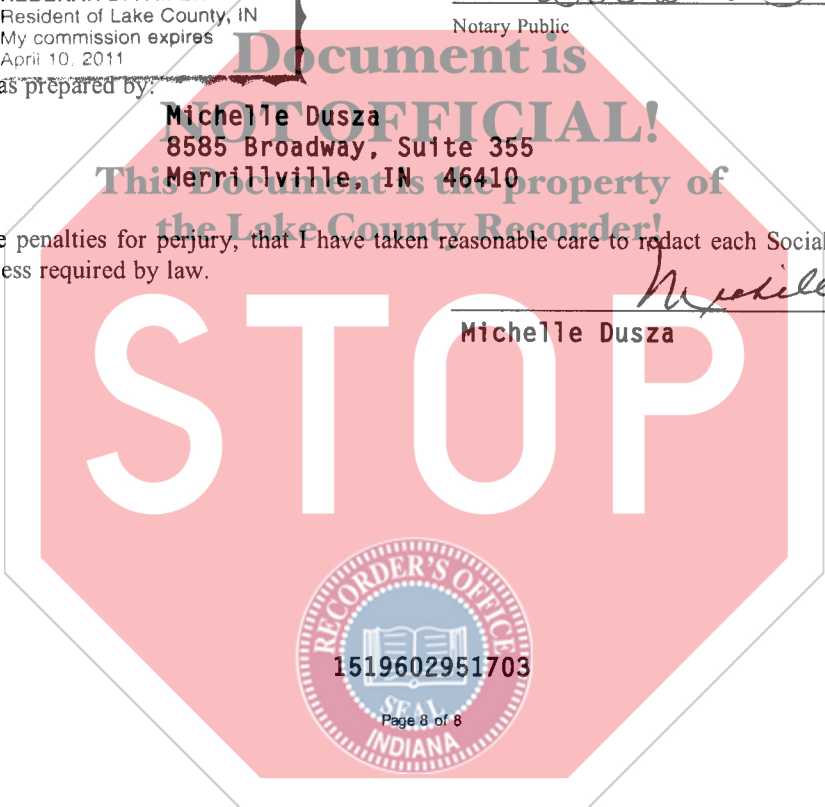 Resident of Lake County, IN
My commission expires
April 10, 2011
Notary Public
Document is
as prepared by:
NOT OFFICIAL!
Michelle Dusza
8585 Broadway, Suite 355
Merrillville, IN 46410
This Document is the property of
the Lake County Recorder!
e penalties for perjury, that I have taken reasonable care to redact each Social
ess required by law.
Michelle Dusza
STOP
RECORDER'S OFFICE
1519602951703
SEAL
Page 8 of 8
INDIANA